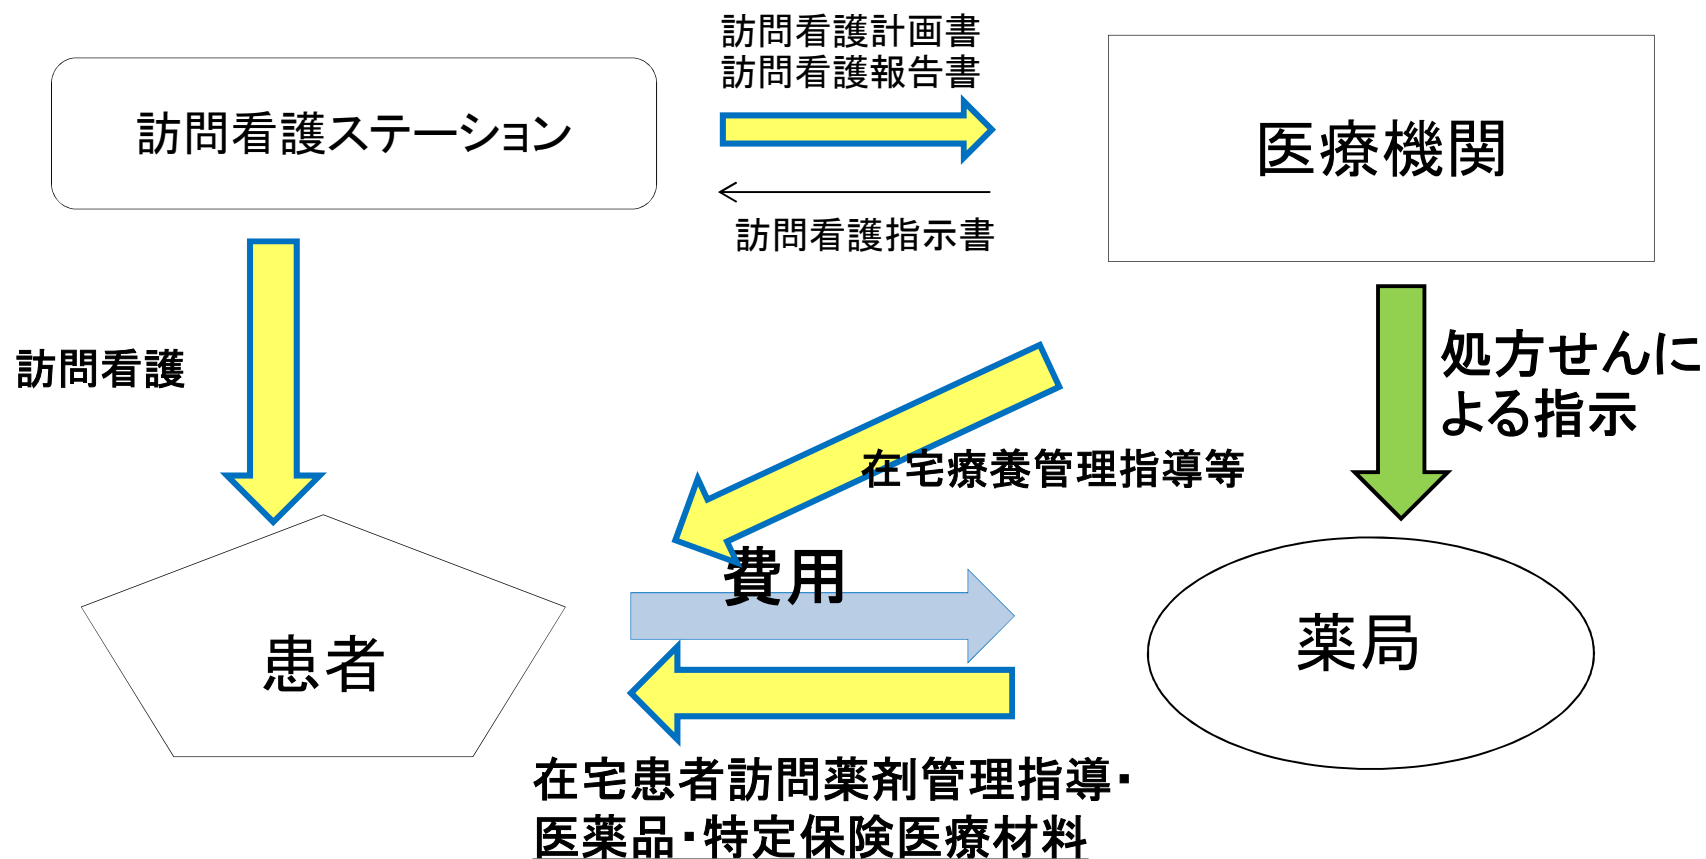 訪問看護計画書
訪問看護報告書
訪問看護ステーション
医療機関
訪問看護指示書
訪問看護
処方せんに
よる指示
在宅療養管理指導等
費用
患者
薬局
在宅患者訪問薬剤管理指導・
医薬品・特定保険医療材料